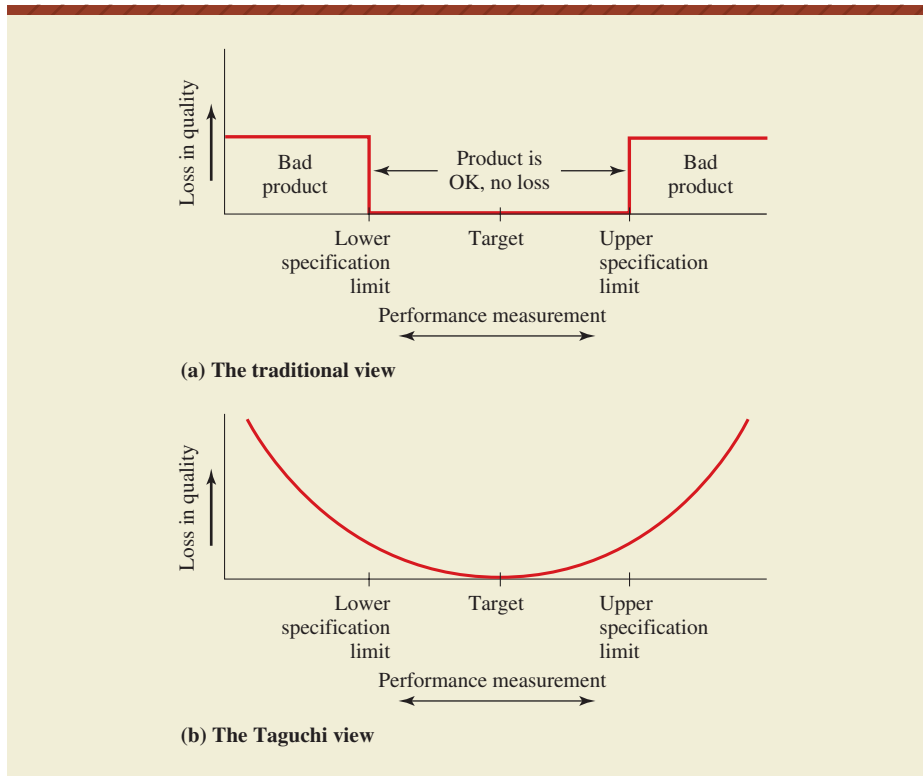 Loss in quality
Bad
product
Product is
OK, no loss
Bad
product
Lower
specification
limit
Target
Upper
specification
limit
Performance measurement
(a) The traditional view
Loss in quality
Lower
specification
limit
Target
Upper
specification
limit
Performance measurement
(b) The Taguchi view